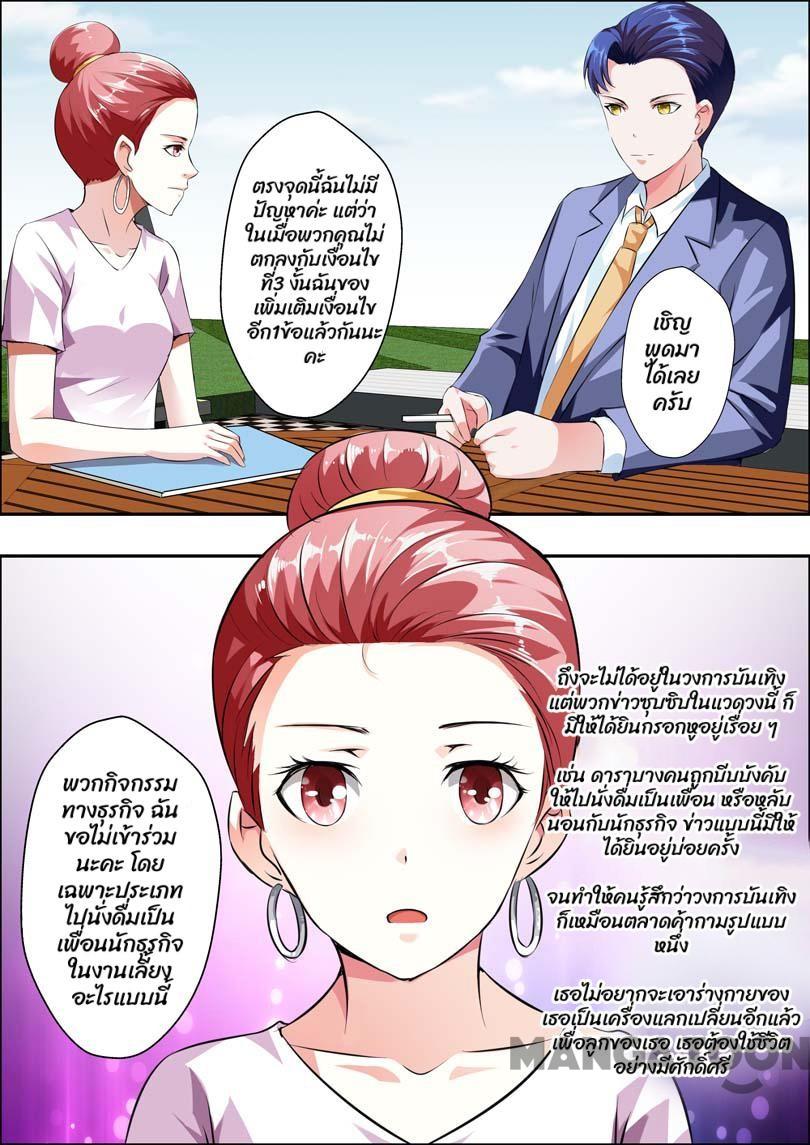 ตรงจุดนี้ฉันไม่มี
ปัญหาค่ะ แต่ว่า
ในเมื่อพวกคุณไม่
ตกลงกับเงื่อนไข
ที่3 งั้นฉันของ
เพิ่มเติมเงื่อนไข
อีก1ข้อแล้วกันนะ
คะ
เชิญ
พูดมา
ได้เลย
ครับ
ถึงจะไม่ได้อยู่ในวงการบันเทิง
แต่พวกข่าวซุบซิบในแวดวงนี้ ก็
มีให้ได้ยินกรอกหูอยู่เรื่อย ๆ
เช่น ดาราบางคนถูกบีบบังคับ
ให้ไปนั่งดื่มเป็นเพื่อน หรือหลับ
นอนกับนักธุรกิจ ข่าวแบบนี้มีให้
ได้ยินอยู่บ่อยครั้ง
จนทำให้คนรู้สึกว่าวงการบันเทิง
ก็เหมือนตลาดค้ากามรูปแบบ
หนึ่ง
เธอไม่อยากจะเอาร่างกายของ
เธอเป็นเครื่องแลกเปลี่ยนอีกแล้ว
เพื่อลูกของเธอ เธอต้องใช้ชีวิต
อย่างมีศักดิ์ศรี
พวกกิจกรรม
ทางธุรกิจ ฉัน
ขอไม่เข้าร่วม
นะคะ โดย
เฉพาะประเภท
ไปนั่งดื่มเป็น
เพื่อนนักธุรกิจ
ในงานเลี้ยง
อะไรแบบนี้
MANGATOON